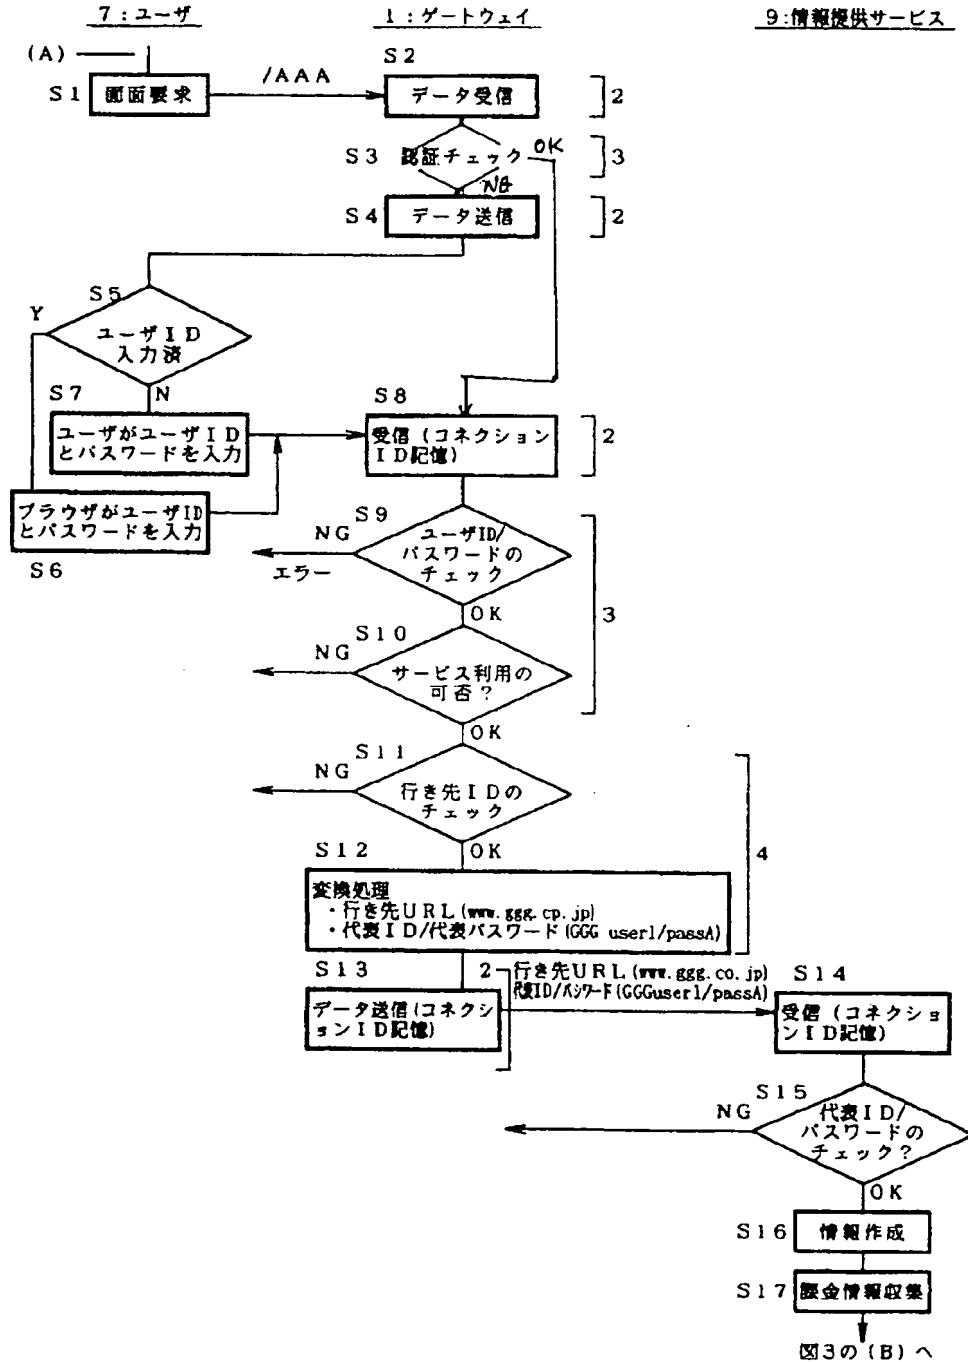 7：ユーザ
1：ゲートウェイ
9:情報提供サービス
(A)
S1
画面要求
/AAA
S2
データ受信
2
S3
認証チェック
OK
3
NG
S4
データ送信
2
S5
Y
ユーザID
入力済
N
S7
ユーザがユーザID
とパスワードを入力
S8
受信（コネクション
ID記憶）
2
ブラウザがユーザID
とパスワードを入力
S6
S9
NG
エラー
ユーザID/
パスワードの
チェック
OK
3
S10
NG
サービス利用の
可否？
OK
S11
NG
行き先IDの
チェック
OK
4
S12
変換処理
・行き先URL(www.ggg.cp.jp)
・代表ID/代表パスワード(GGG user1/passA)
S13
2
データ送信(コネクシ
ョンID記憶)
行き先URL(www.ggg.co.jp)
代表ID/パスワード(GGGuser1/passA)
S14
受信（コネクショ
ンID記憶）
S15
NG
代表ID/
パスワードの
チェック？
OK
S16
情報作成
S17
課金情報収集
図3の(B)へ